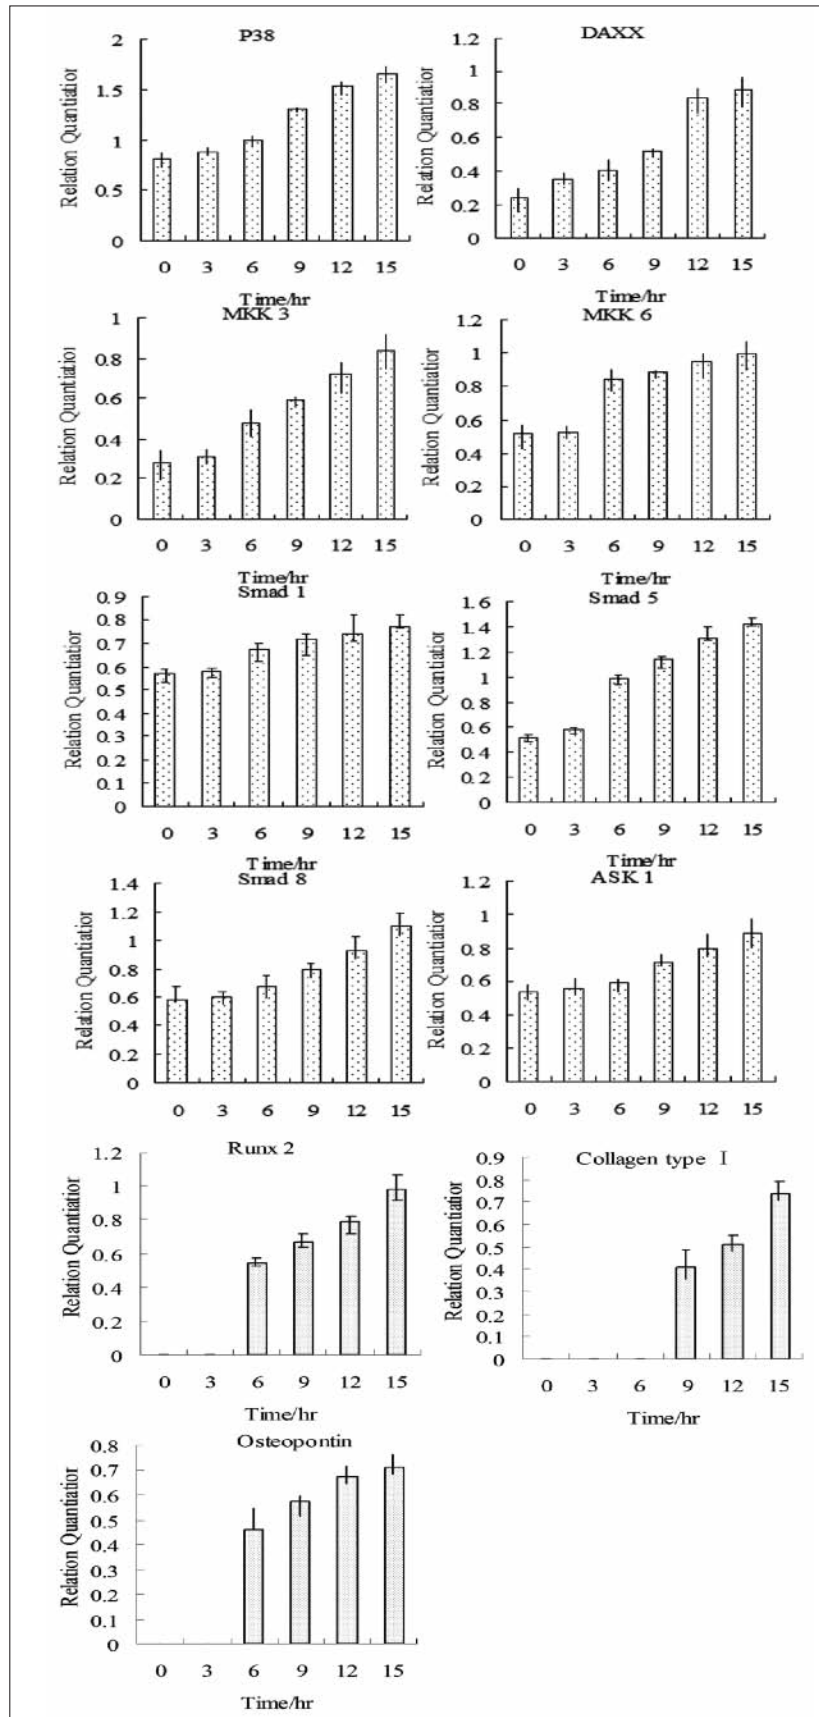 P38
Relation Quantiatior
2
1.5
1
0.5
0
0 3 6 9 12 15
Time/hr
DAXX
Relation Quantiatior
1.2
1
0.8
0.6
0.4
0.2
0
0 3 6 9 12 15
Time/hr
MKK 3
Relation Quantiatior
1
0.8
0.6
0.4
0.2
0
0 3 6 9 12 15
Time/hr
MKK 6
Relation Quantiatior
1.2
1
0.8
0.6
0.4
0.2
0
0 3 6 9 12 15
Time/hr
Smad 1
Relation Quantiatior
0.9
0.8
0.7
0.6
0.5
0.4
0.3
0.2
0.1
0
0 3 6 9 12 15
Time/hr
Smad 5
Relation Quantiatior
1.6
1.4
1.2
1
0.8
0.6
0.4
0.2
0
0 3 6 9 12 15
Time/hr
Smad 8
Relation Quantiatior
1.4
1.2
1
0.8
0.6
0.4
0.2
0
0 3 6 9 12 15
ASK 1
Relation Quantiatior
1.2
1
0.8
0.6
0.4
0.2
0
0 3 6 9 12 15
Runx 2
Relation Quantiatior
1.2
1
0.8
0.6
0.4
0.2
0
0 3 6 9 12 15
Time/hr
Collagen type Ⅰ
Relation Quantiatior
0.9
0.8
0.7
0.6
0.5
0.4
0.3
0.2
0.1
0
0 3 6 9 12 15
Time/hr
Osteopontin
Relation Quantiatior
0.8
0.7
0.6
0.5
0.4
0.3
0.2
0.1
0
0 3 6 9 12 15
Time/hr